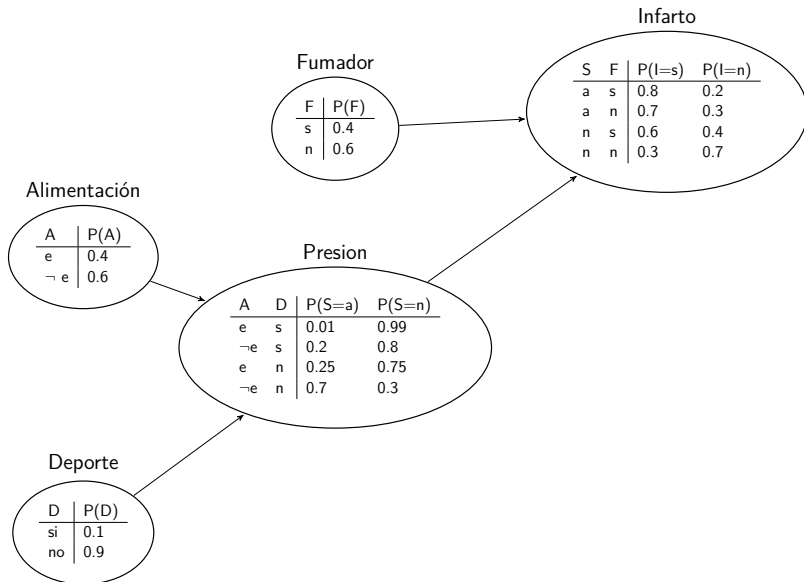 Infarto
S F P(I=s) P(I=n)
a s 0.8 0.2
a n 0.7 0.3
n s 0.6 0.4
n n 0.3 0.7
Fumador
F P(F)
s 0.4
n 0.6
Alimentación
A P(A)
e 0.4
¬ e 0.6
Presion
A D P(S=a) P(S=n)
e s 0.01 0.99
¬e s 0.2 0.8
e n 0.25 0.75
¬e n 0.7 0.3
Deporte
D P(D)
si 0.1
no 0.9